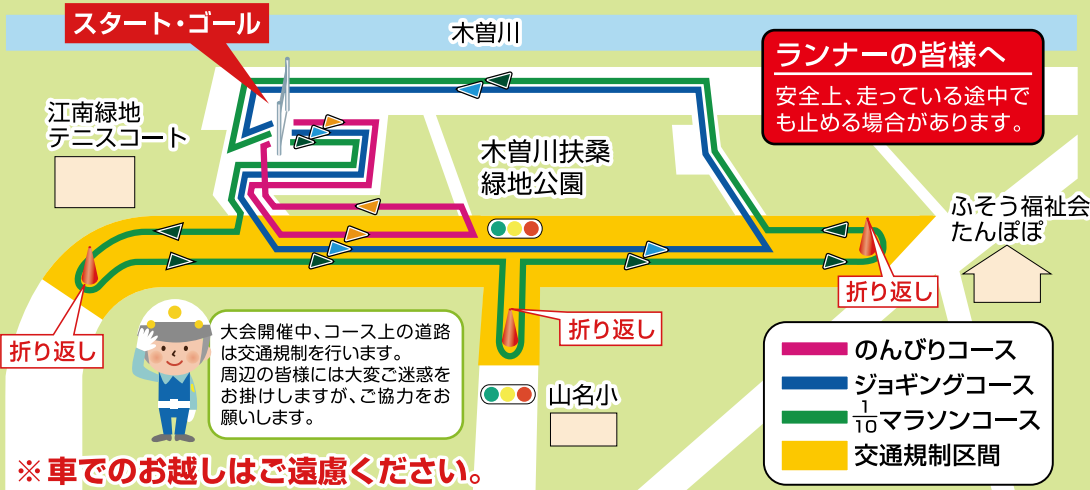 スタート・ゴール
木曽川
ランナーの皆様へ
安全上、走っている途中で
も止める場合があります。
江南緑地
テニスコート
木曽川扶桑
緑地公園
ふそう福祉会
たんぽぽ
折り返し
折り返し
折り返し
大会開催中、コース上の道路
は交通規制を行います。
周辺の皆様には大変ご迷惑を
お掛けしますが、ご協力をお
願いします。
山名小
のんびりコース
ジョギングコース
1/10マラソンコース
交通規制区間
※車でのお越しはご遠慮ください。